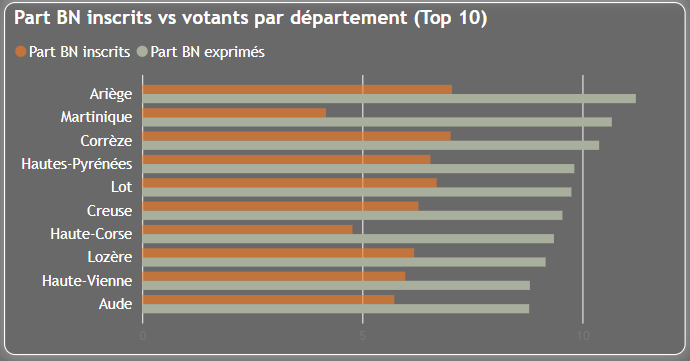 Part BN inscrits vs votants par département (Top 10)
Part BN inscrits Part BN exprimés
Ariège
Martinique
Corrèze
Hautes-Pyrénées
Lot
Creuse
Haute-Corse
Lozère
Haute-Vienne
Aude
0 5 10